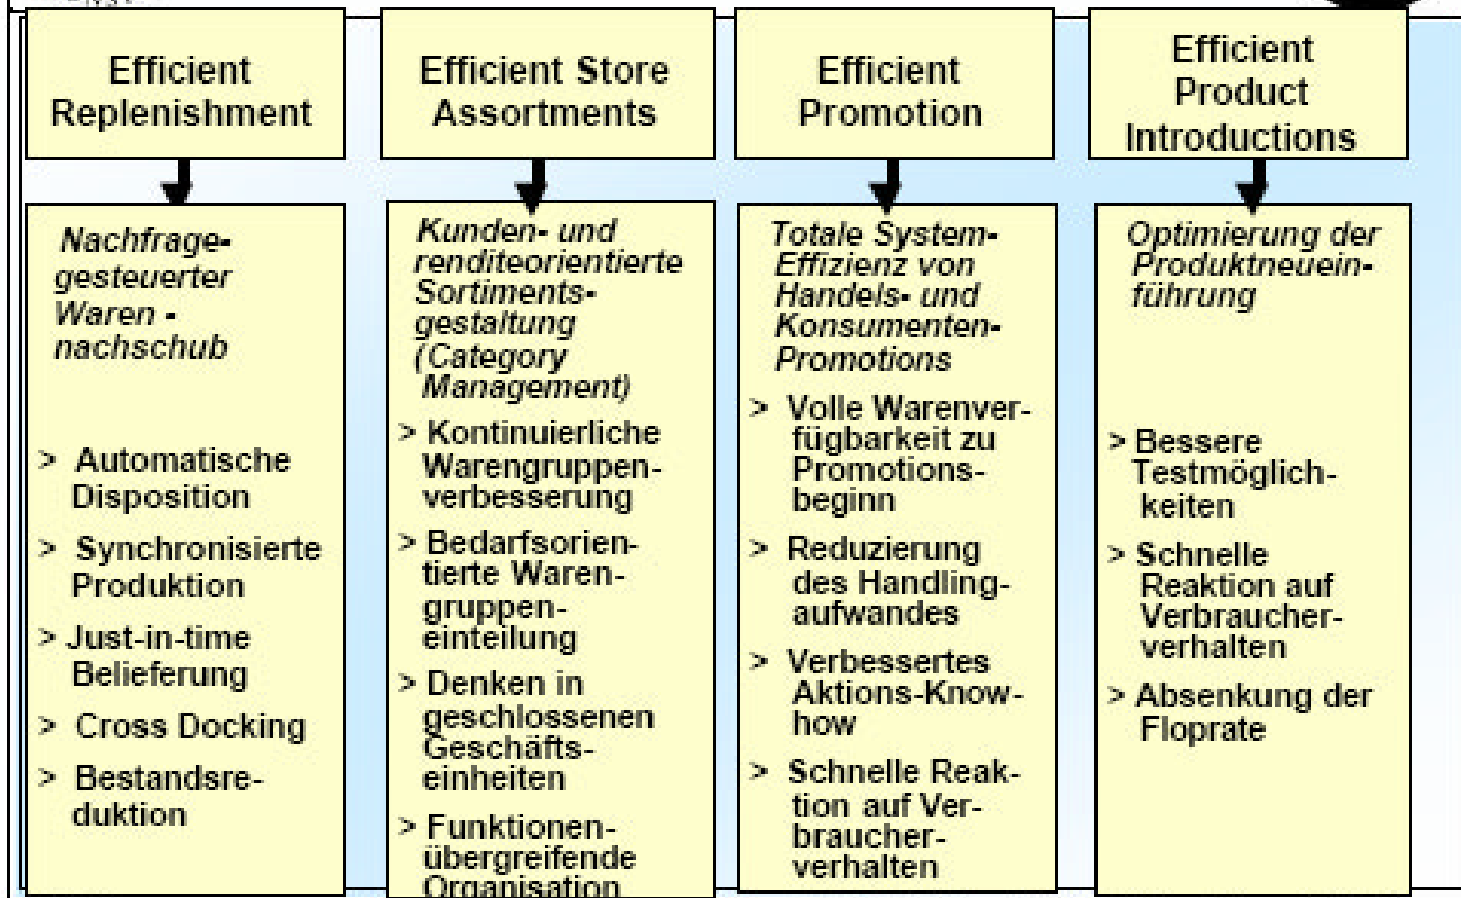 Efficient
Replenishment
Nachfrage-
gesteuerter
Waren -
nachschub
> Automatische
Disposition
> Synchronisierte
Produktion
> Just-in-time
Belieferung
> Cross Docking
> Bestandsre-
duktion
Efficient Store
Assortments
Kunden- und
renditeorientierte
Sortiments-
gestaltung
(Category
Management)
> Kontinuierliche
Warengruppen-
verbesserung
> Bedarfsorien-
tierte Waren-
gruppen-
einteilung
> Denken in
geschlossenen
Geschäfts-
einheiten
> Funktionen-
übergreifende
Organisation
Efficient
Promotion
Totale System-
Effizienz von
Handels- und
Konsumenten-
Promotions
> Volle Warenver-
fügbarkeit zu
Promotions-
beginn
> Reduzierung
des Handling-
aufwandes
> Verbessertes
Aktions-Know-
how
> Schnelle Reak-
tion auf Ver-
braucher-
verhalten
Efficient
Product
Introductions
Optimierung der
Produktneuein-
führung
> Bessere
Testmöglich-
keiten
> Schnelle
Reaktion auf
Verbraucher-
verhalten
> Absenkung der
Floprate